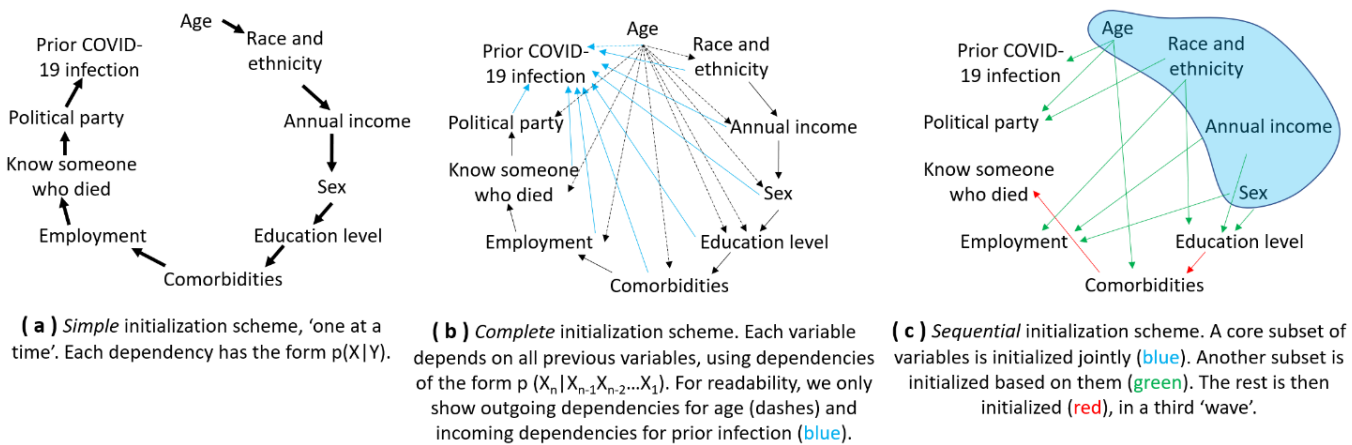 Age
Race and
ethnicity
Annual income
Sex
Education level
Comorbidities
Employment
Know someone
who died
Political party
Prior COVID-
19 infection
( a ) Simple initialization scheme, ‘one at a
time’. Each dependency has the form p(X|Y).
Age
Race and
ethnicity
Annual income
Sex
Education level
Comorbidities
Employment
Know someone
who died
Political party
Prior COVID-
19 infection
( b ) Complete initialization scheme. Each variable
depends on all previous variables, using dependencies
of the form p (Xₙ|Xₙ₋₁Xₙ₋₂…X₁). For readability, we only
show outgoing dependencies for age (dashes) and
incoming dependencies for prior infection (blue).
Age
Race and
ethnicity
Annual income
Sex
Education level
Comorbidities
Employment
Know someone
who died
Political party
Prior COVID-
19 infection
( c ) Sequential initialization scheme. A core subset of
variables is initialized jointly (blue). Another subset is
initialized based on them (green). The rest is then
initialized (red), in a third ‘wave’.